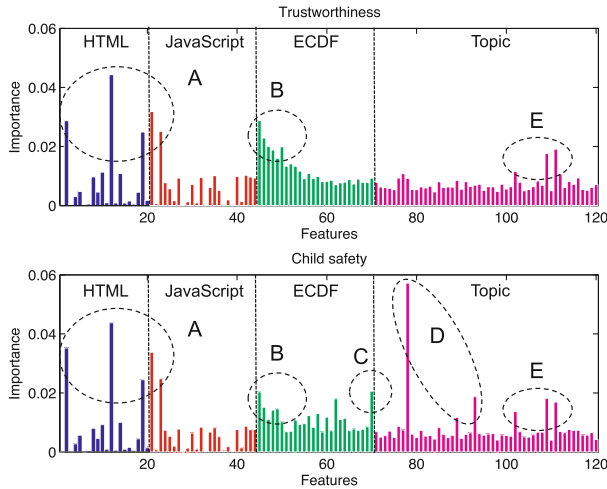 Trustworthiness
0.06
HTML JavaScript ECDF Topic
A
B
E
0.04
0.02
0
Importance
20 40 60 80 100 120
Features
Child safety
0.06
HTML JavaScript ECDF Topic
A
B
C
D
E
0.04
0.02
0
Importance
20 40 60 80 100 120
Features